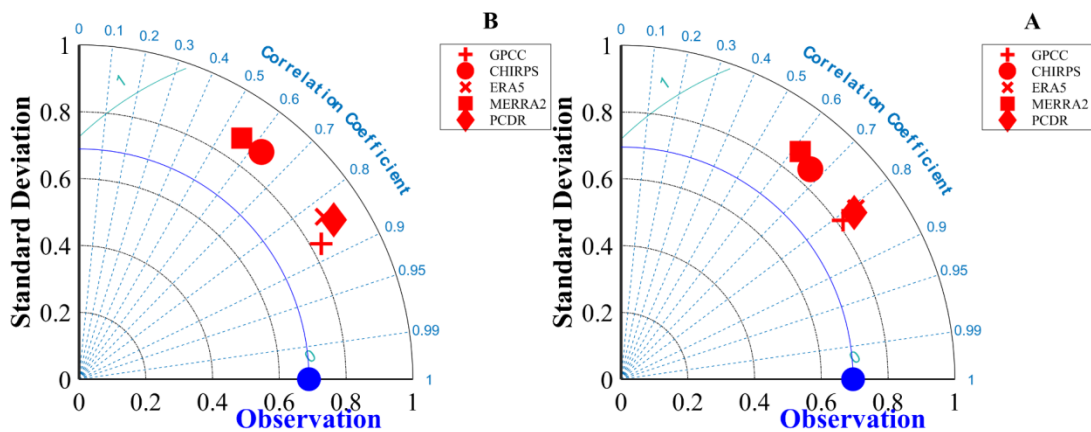 B
GPCC
CHIRPS
ERA5
MERRA2
PCDR
Standard Deviation
1
0.8
0.6
0.4
0.2
0
0 0.2 0.4 0.6 0.8 1
Observation
0 0.1 0.2 0.3 0.4 0.5 0.6 0.7 0.8 0.9 0.95 0.99 1
Correlation Coefficient
1
0
A
GPCC
CHIRPS
ERA5
MERRA2
PCDR
Standard Deviation
1
0.8
0.6
0.4
0.2
0
0 0.2 0.4 0.6 0.8 1
Observation
0 0.1 0.2 0.3 0.4 0.5 0.6 0.7 0.8 0.9 0.95 0.99 1
Correlation Coefficient
1
0